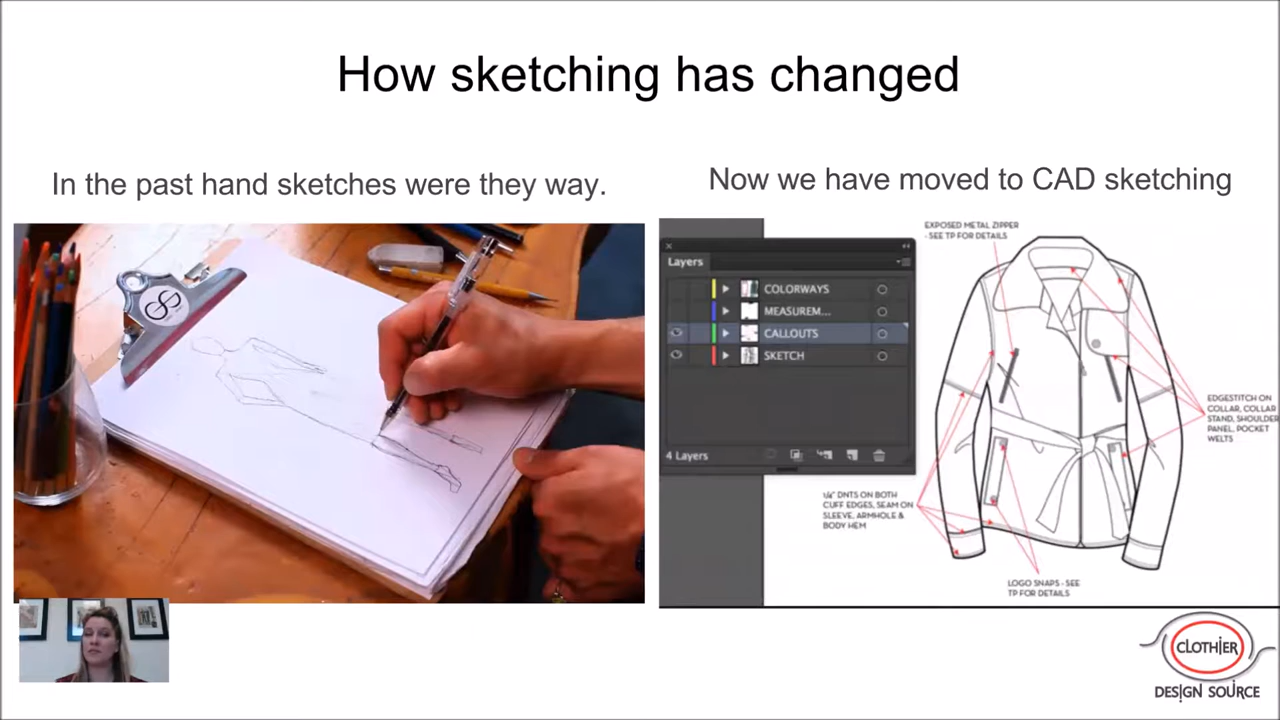 How sketching has changed
In the past hand sketches were they way.
Now we have moved to CAD sketching
Layers
COLORWAYS
MEASUREM...
CALLOUTS
SKETCH
4 Layers
EXPOSED METAL ZIPPER
- SEE TP FOR DETAILS
EDGESTITCH ON
COLLAR, COLLAR
STAND, SHOULDER
PANEL, POCKET
WELTS
1/4" DNTS ON BOTH
CUFF EDGES, SEAM ON
SLEEVE, ARMHOLE &
BODY HEM
LOGO SNAPS - SEE
TP FOR DETAILS
CLOTHIER
DESIGN SOURCE